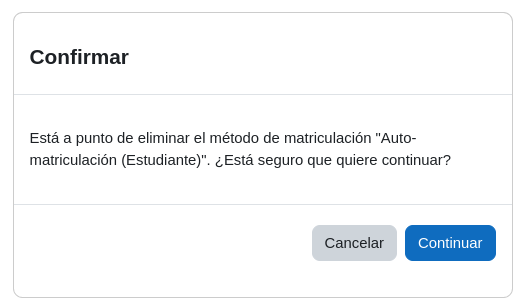 Confirmar
Está a punto de eliminar el método de matriculación "Auto-
matriculación (Estudiante)". ¿Está seguro que quiere continuar?
Cancelar
Continuar